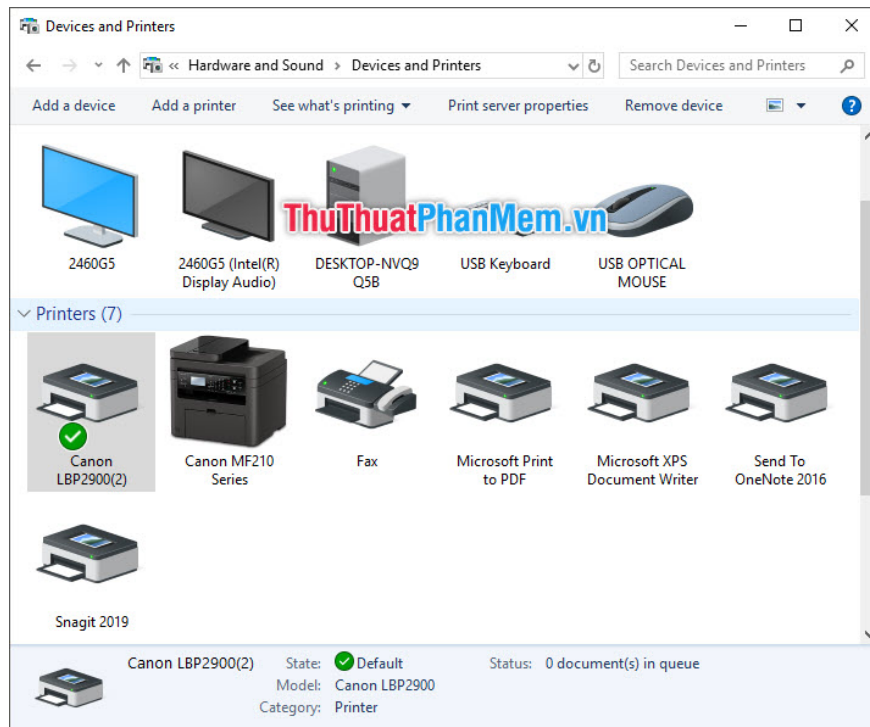 Devices and Printers
« Hardware and Sound › Devices and Printers
Search Devices and Printers
Add a device Add a printer See what's printing Print server properties Remove device
?
ThuThuatPhanMem.vn
2460G5
2460G5 (Intel(R)
Display Audio)
DESKTOP-NVQ9
Q5B
USB Keyboard
USB OPTICAL
MOUSE
Printers (7)
Canon
LBP2900(2)
Canon MF210
Series
Fax
Microsoft Print
to PDF
Microsoft XPS
Document Writer
Send To
OneNote 2016
Snagit 2019
Canon LBP2900(2) State: Default Status: 0 document(s) in queue
Model: Canon LBP2900
Category: Printer